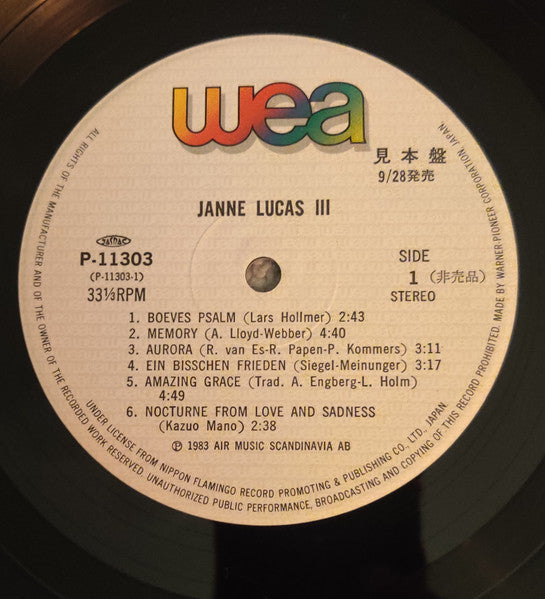 wea
見本盤
9/28発売
JANNE LUCAS III
JASRAC
P-11303
(P-11303-1)
33⅓RPM
SIDE
1 (非売品)
STEREO
1. BOEVES PSALM (Lars Hollmer) 2:43
2. MEMORY (A. Lloyd-Webber) 4:40
3. AURORA (R. van Es-R. Papen-P. Kommers) 3:11
4. EIN BISSCHEN FRIEDEN (Siegel-Meinunger) 3:17
5. AMAZING GRACE (Trad. A. Engberg-L. Holm)
4:49
6. NOCTURNE FROM LOVE AND SADNESS
(Kazuo Mano) 2:38
℗ 1983 AIR MUSIC SCANDINAVIA AB
ALL RIGHTS OF THE MANUFACTURER AND OF THE OWNER OF THE RECORDED WORK RESERVED. UNAUTHORIZED PUBLIC PERFORMANCE, BROADCASTING AND COPYING OF THIS RECORD PROHIBITED. MADE BY WARNER-PIONEER CORPORATION, JAPAN.
UNDER LICENSE FROM NIPPON FLAMINGO RECORD PROMOTING & PUBLISHING CO., LTD., JAPAN.